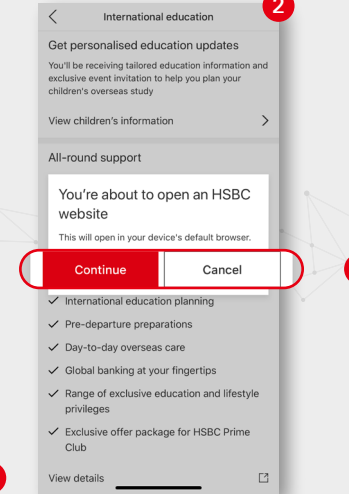 2
International education
Get personalised education updates
You'll be receiving tailored education information and
exclusive event invitation to help you plan your
children's overseas study
View children's information
All-round support
You're about to open an HSBC
website
This will open in your device's default browser.
Continue Cancel
International education planning
Pre-departure preparations
Day-to-day overseas care
Global banking at your fingertips
Range of exclusive education and lifestyle
privileges
Exclusive offer package for HSBC Prime
Club
View details